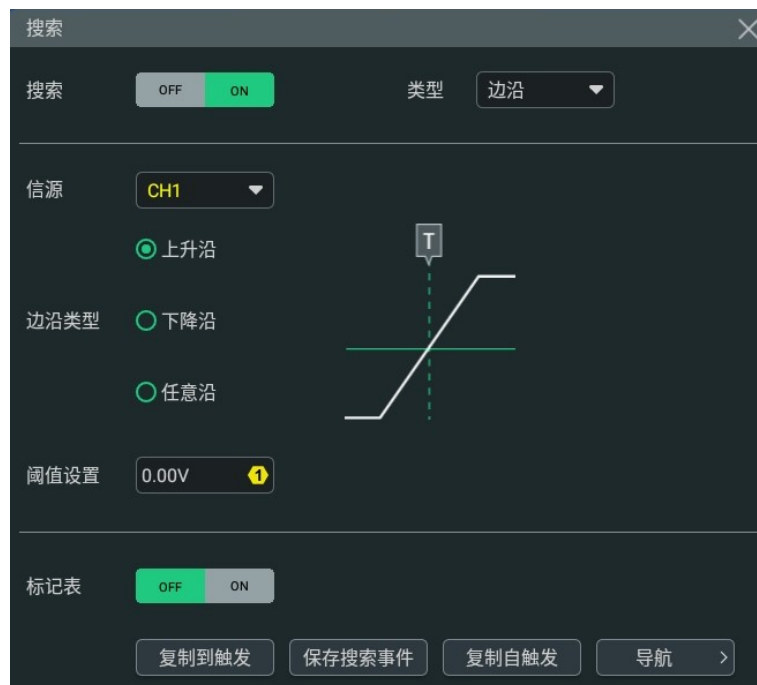 搜索
搜索 OFF ON 类型 边沿
信源 CH1
上升沿
T
边沿类型 下降沿
任意沿
阈值设置 0.00V 1
标记表 OFF ON
复制到触发 保存搜索事件 复制自触发 导航 >